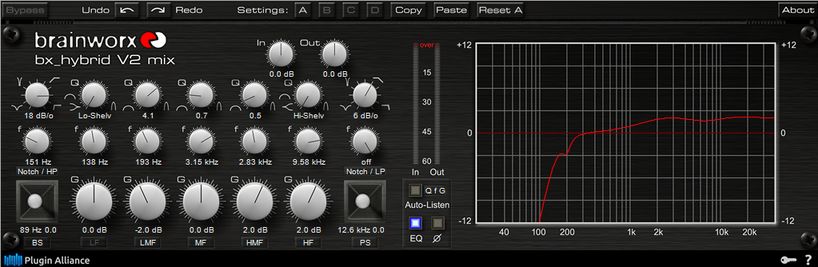 Bypass Undo Redo Settings: A B C D Copy Paste Reset A About
brainworx
bx_hybrid V2 mix
In Out
0.0 dB 0.0 dB
Q Q Q Q Q Q
18 dB/o Lo-Shelv 4.1 0.7 0.5 Hi-Shelv 6 dB/o
f f f f f f f
151 Hz 138 Hz 193 Hz 3.15 kHz 2.83 kHz 9.58 kHz off
Notch / HP Notch / LP
89 Hz 0.0 0.0 dB -2.0 dB 0.0 dB 2.0 dB 2.0 dB 12.6 kHz 0.0
BS LF LMF MF HMF HF PS
over
15
30
45
60
In Out
Q f G
Auto-Listen
EQ Ø
+12 +12
0 0
-12 -12
40 100 200 1k 2k 10k 20k
Plugin Alliance ?